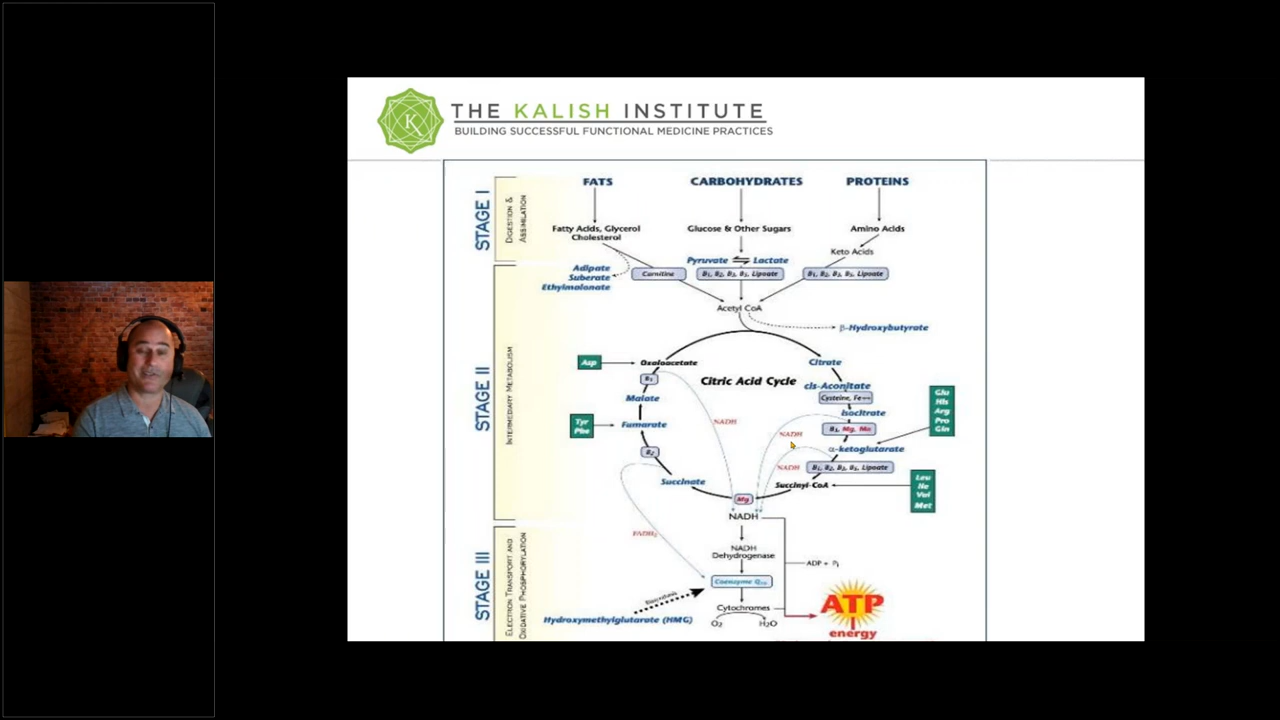 THE KALISH INSTITUTE
BUILDING SUCCESSFUL FUNCTIONAL MEDICINE PRACTICES
STAGE I
DIGESTION &
ASSIMILATION
FATS
CARBOHYDRATES
PROTEINS
Fatty Acids, Glycerol
Cholesterol
Glucose & Other Sugars
Amino Acids
Keto Acids
Pyruvate
Lactate
Adipate
Suberate
Ethylmalonate
Carnitine
B1, B2, B3, B5, Lipoate
B1, B2, B3, B5, Lipoate
Acetyl CoA
β-Hydroxybutyrate
STAGE II
INTERMEDIARY METABOLISM
Citric Acid Cycle
Asp
Oxaloacetate
B3
Malate
Tyr
Phe
Fumarate
B2
Succinate
Citrate
cis-Aconitate
Cysteine, Fe++
Isocitrate
B3, Mg, Mn
α-ketoglutarate
B1, B2, B3, B5, Lipoate
Succinyl-CoA
Glu
His
Arg
Pro
Gln
Leu
Ile
Val
Met
NADH
NADH
NADH
Mg
NADH
FADH2
STAGE III
ELECTRON TRANSPORT AND
OXIDATIVE PHOSPHORYLATION
NADH
Dehydrogenase
ADP + Pi
Coenzyme Q10
Cytochromes
O2
H2O
Hydroxymethylglutarate (HMG)
ATP
energy